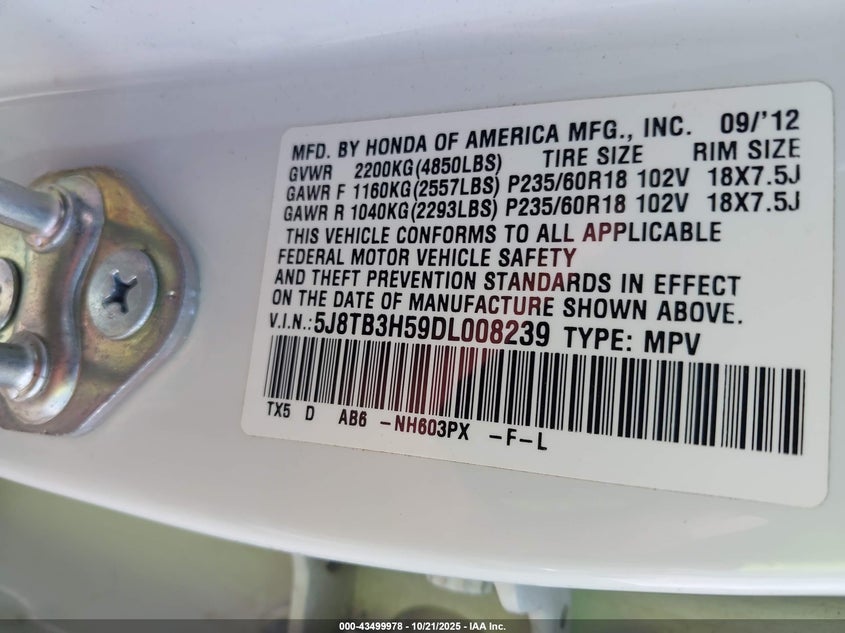 MFD. BY HONDA OF AMERICA MFG., INC. 09/'12
GVWR 2200KG(4850LBS) TIRE SIZE RIM SIZE
GAWR F 1160KG(2557LBS) P235/60R18 102V 18X7.5J
GAWR R 1040KG(2293LBS) P235/60R18 102V 18X7.5J
THIS VEHICLE CONFORMS TO ALL APPLICABLE
FEDERAL MOTOR VEHICLE SAFETY
AND THEFT PREVENTION STANDARDS IN EFFECT
ON THE DATE OF MANUFACTURE SHOWN ABOVE.
V.I.N.:5J8TB3H59DL008239 TYPE: MPV
TX5 D AB6 -NH603PX -F-L
000-43499978 - 10/21/2025 - IAA Inc.